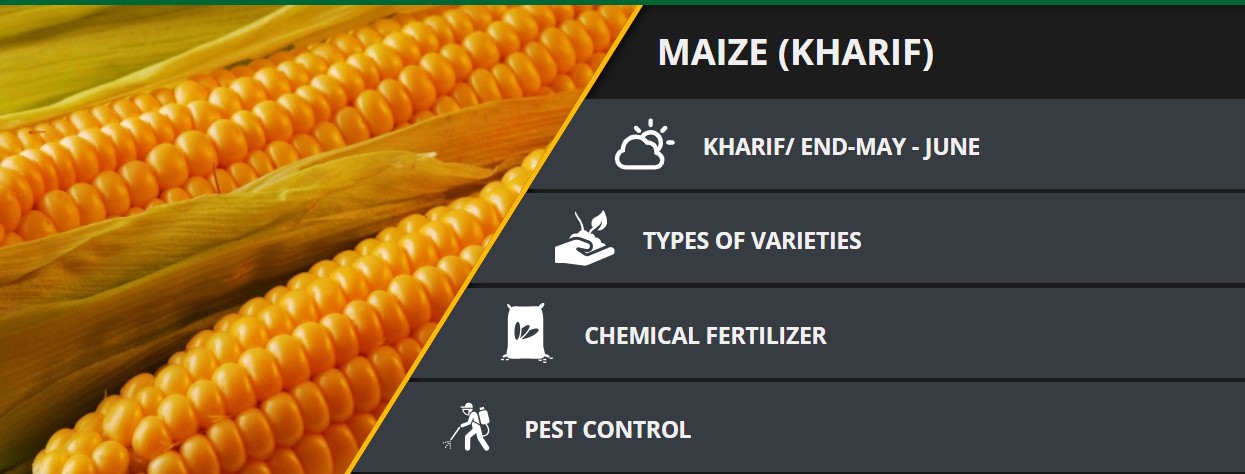 MAIZE (KHARIF)
KHARIF/ END-MAY - JUNE
TYPES OF VARIETIES
CHEMICAL FERTILIZER
PEST CONTROL